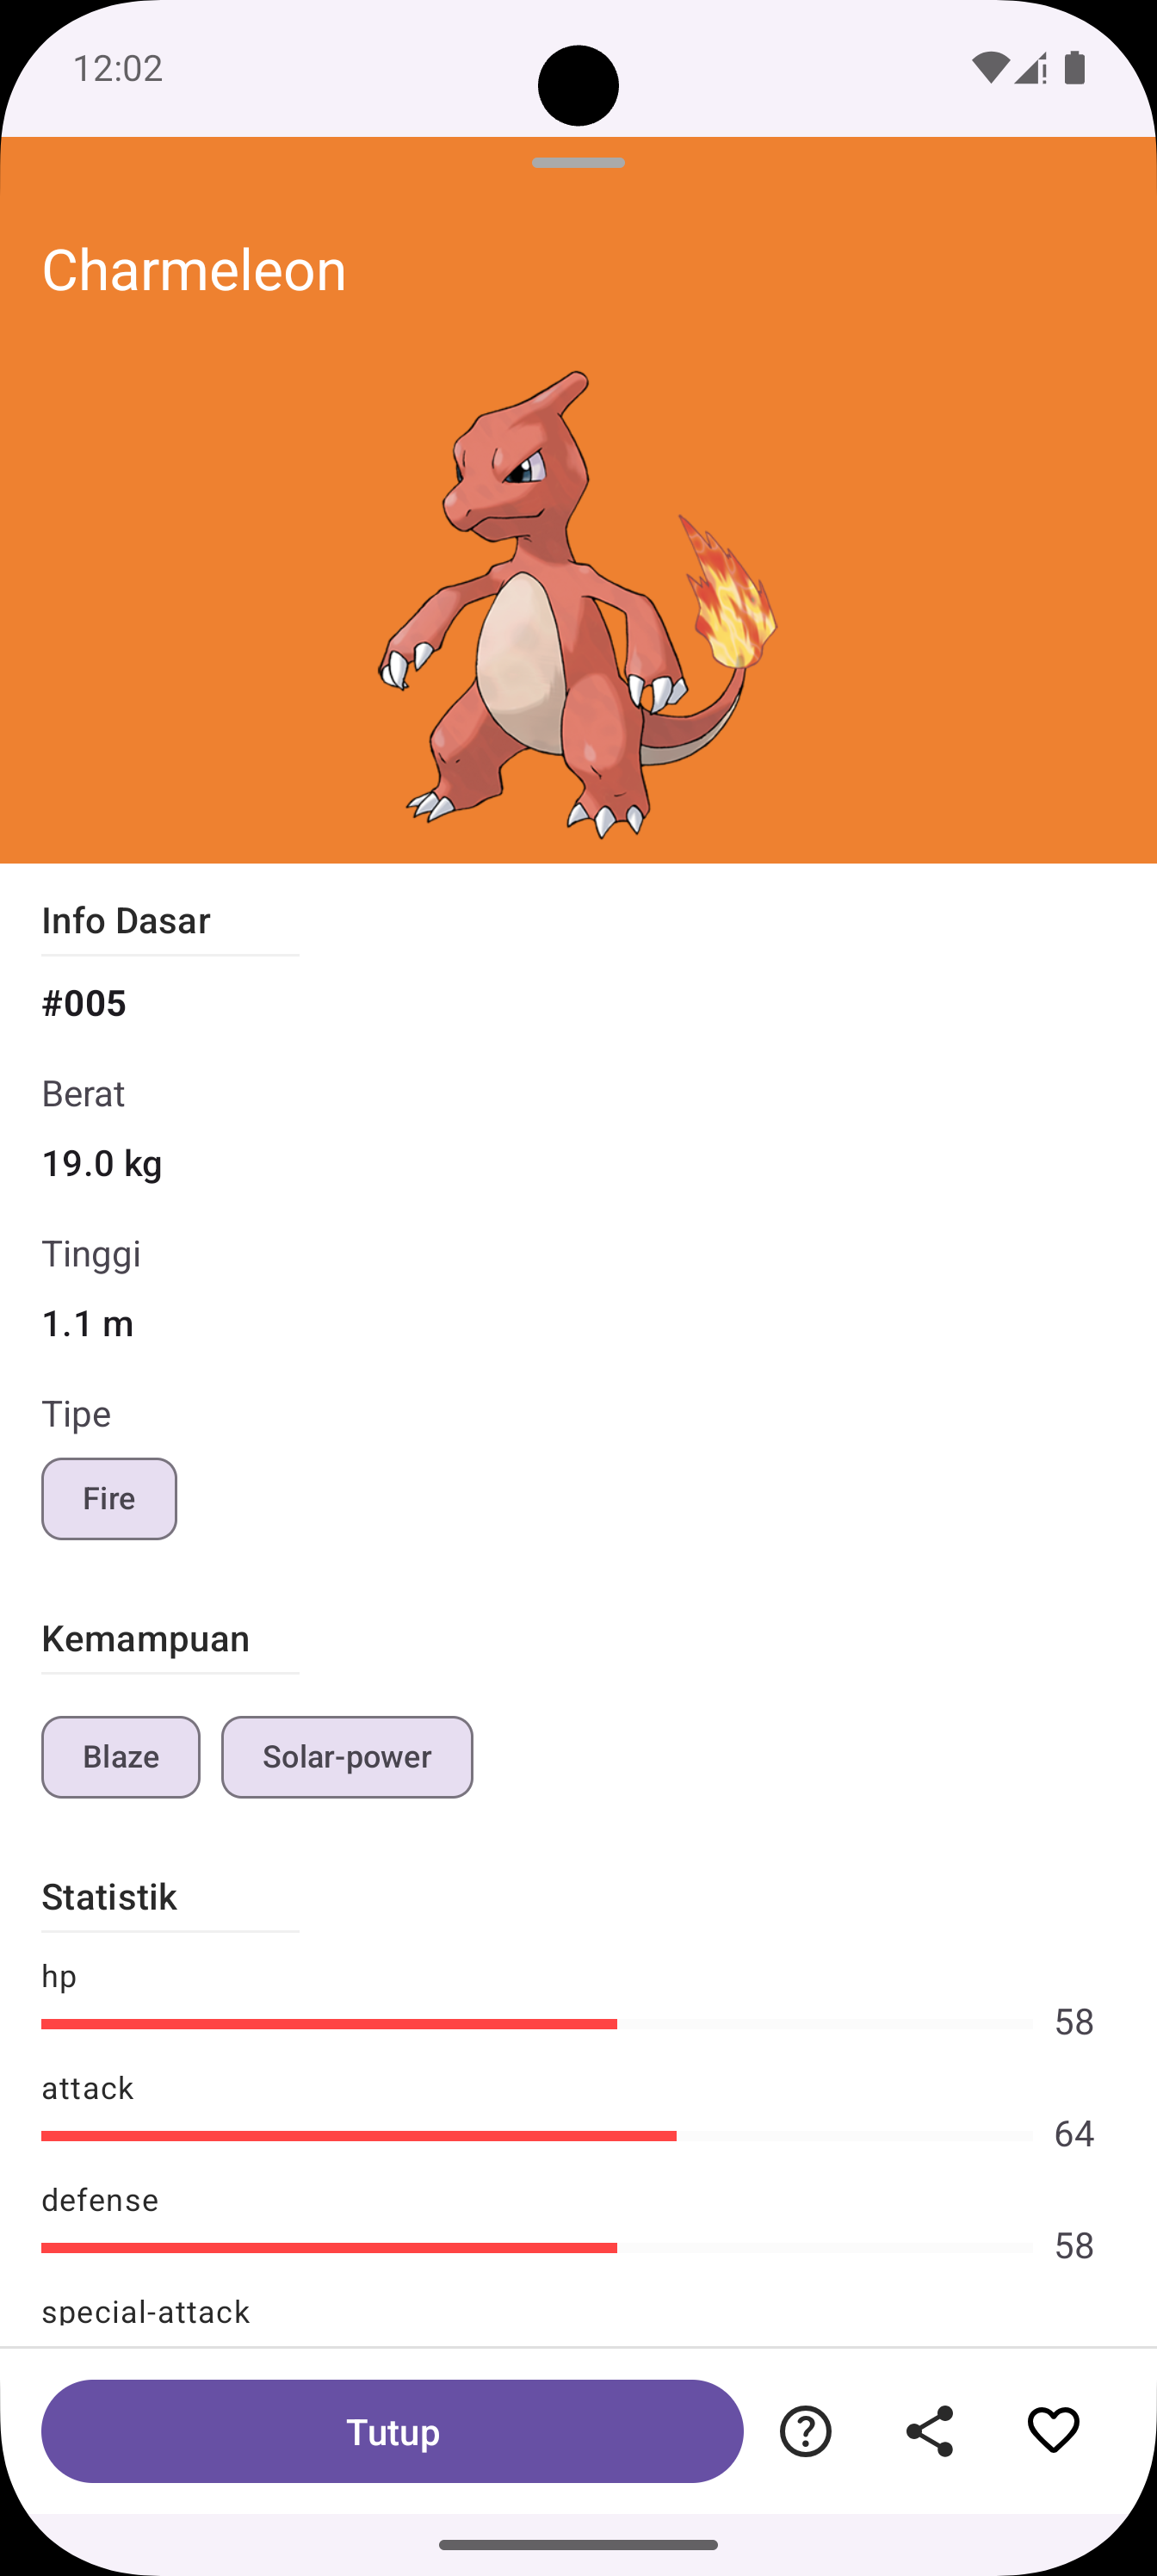 12:02
Charmeleon
Info Dasar
#005
Berat
19.0 kg
Tinggi
1.1 m
Tipe
Fire
Kemampuan
Blaze Solar-power
Statistik
hp
58
attack
64
defense
58
special-attack
Tutup